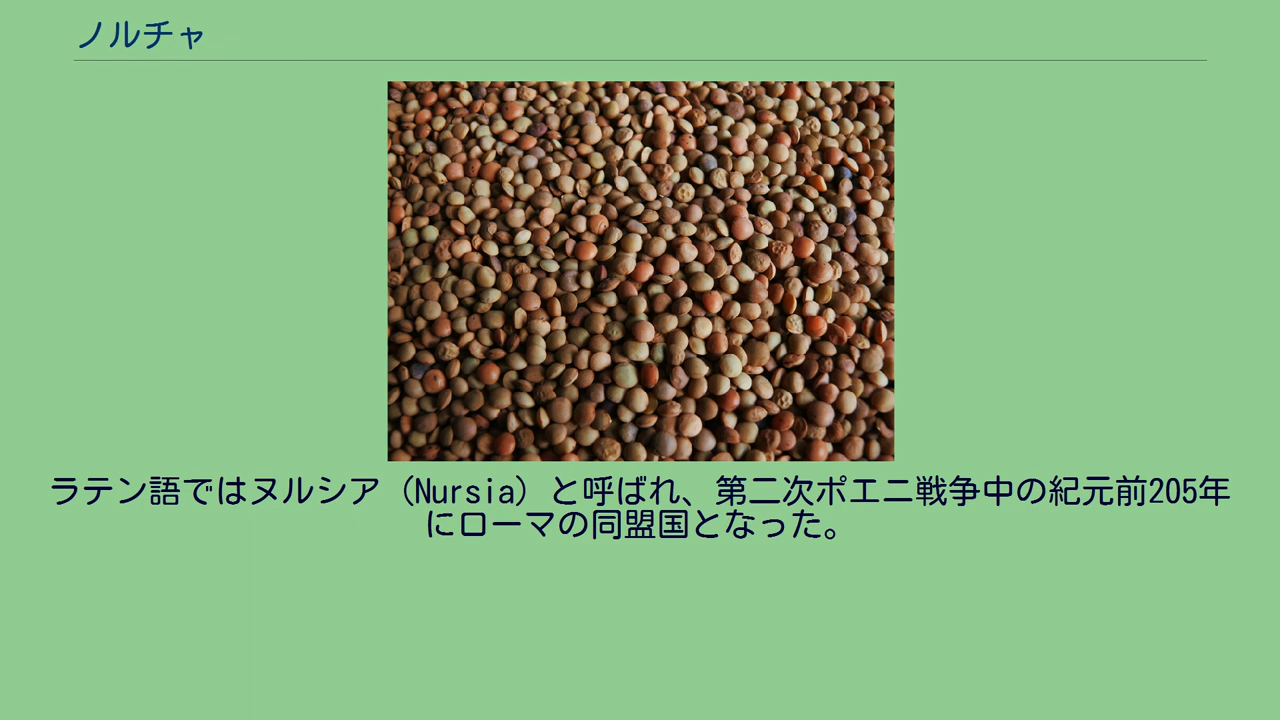 ノルチャ
ラテン語ではヌルシア（Nursia）と呼ばれ、第二次ポエニ戦争中の紀元前205年
にローマの同盟国となった。